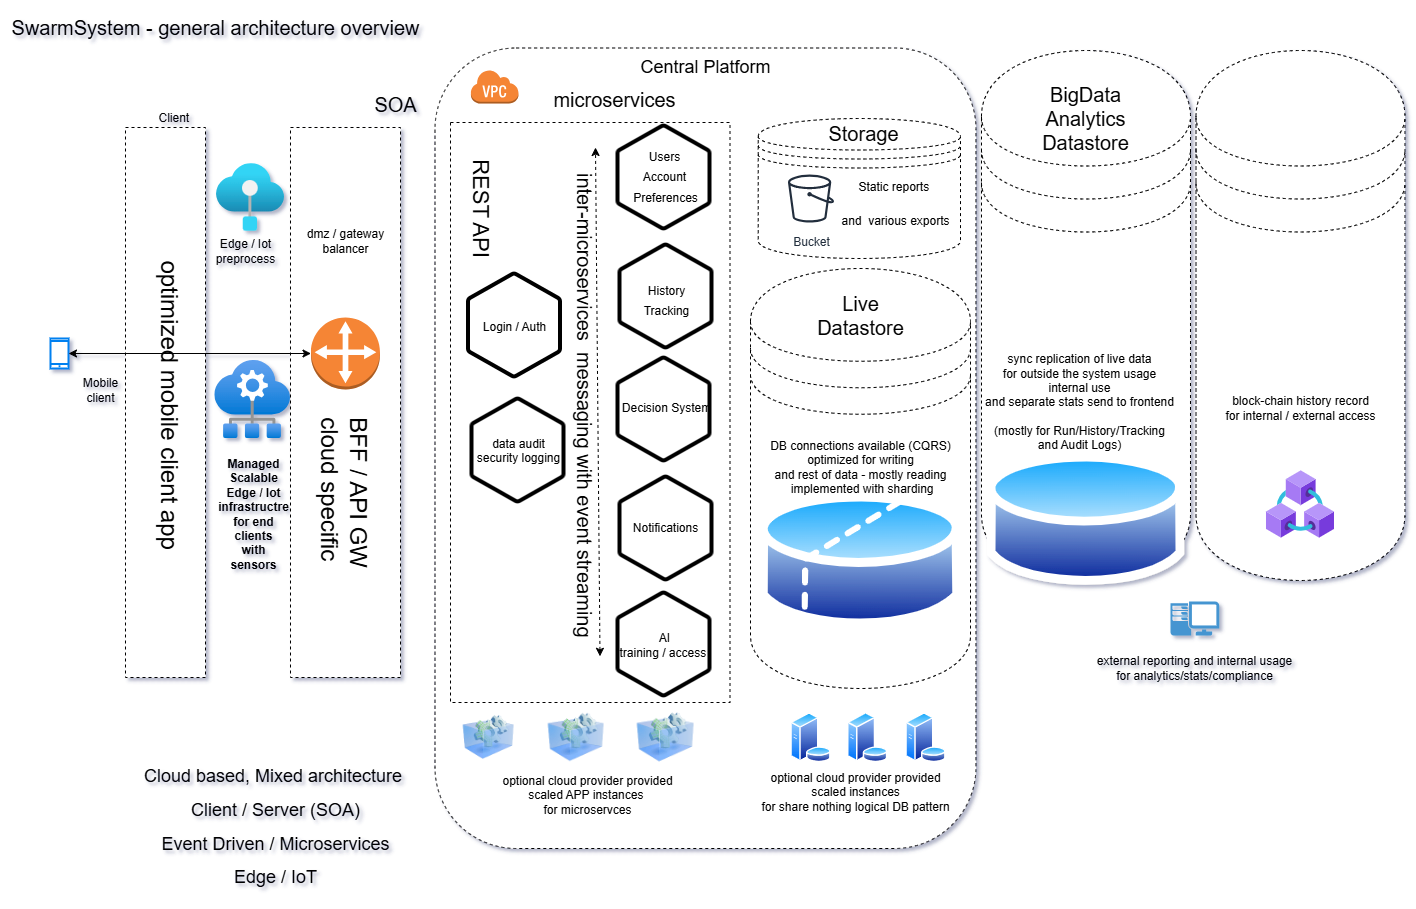 SwarmSystem - general architecture overview
SOA
Client
optimized mobile client app
Edge / Iot
preprocess
dmz / gateway
balancer
Mobile
client
Managed
Scalable
Edge / Iot
infrastructre
for end
clients
with
sensors
BFF / API GW
cloud specific
Cloud based, Mixed architecture
Client / Server (SOA)
Event Driven / Microservices
Edge / IoT
Central Platform
VPC
microservices
REST API
inter-microservices messaging with event streaming
Users
Account
Preferences
History
Tracking
Login / Auth
Decision System
data audit
security logging
Notifications
AI
training / access
optional cloud provider provided
scaled APP instances
for microservces
Storage
Static reports
and various exports
Bucket
Live
Datastore
DB connections available (CQRS)
optimized for writing
and rest of data - mostly reading
implemented with sharding
optional cloud provider provided
scaled instances
for share nothing logical DB pattern
BigData
Analytics
Datastore
sync replication of live data
for outside the system usage
internal use
and separate stats send to frontend
(mostly for Run/History/Tracking
and Audit Logs)
block-chain history record
for internal / external access
external reporting and internal usage
for analytics/stats/compliance